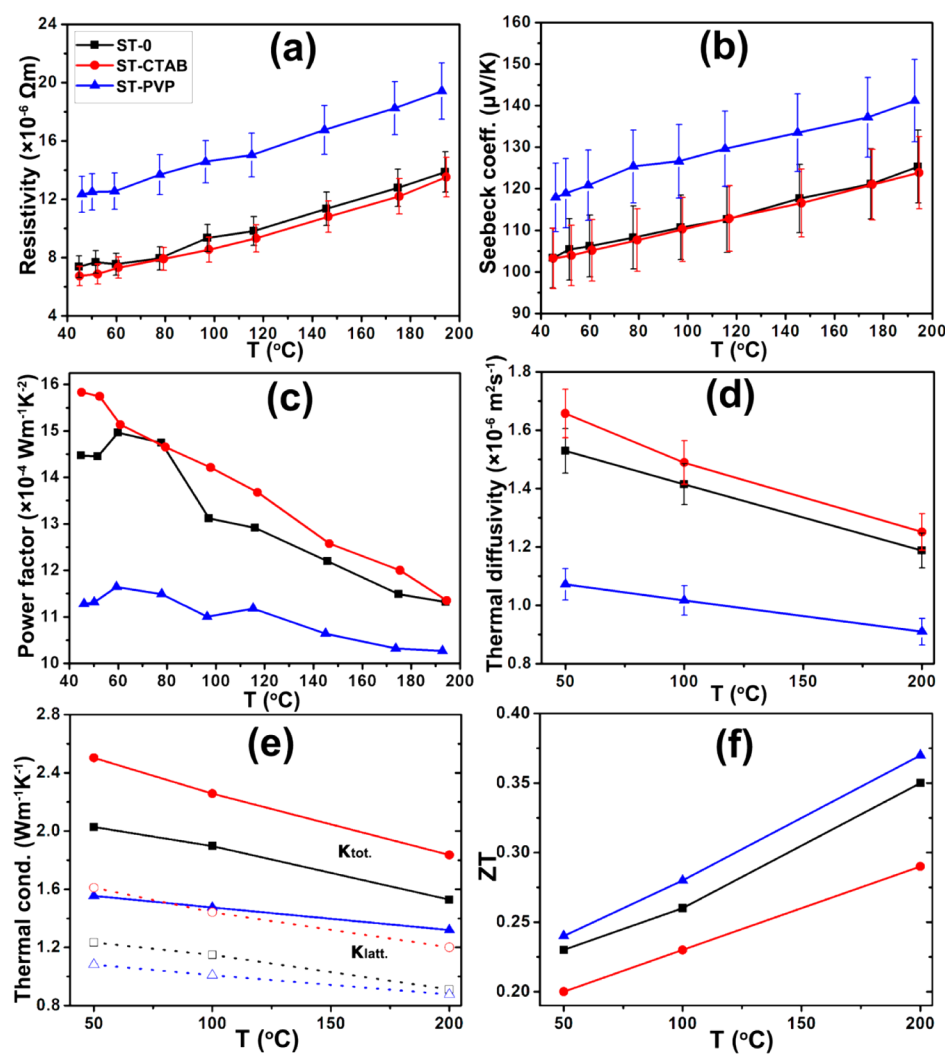 (a)
ST-0
ST-CTAB
ST-PVP
Resistivity (×10⁻⁶ Ωm)
24
20
16
12
8
4
40 60 80 100 120 140 160 180 200
T (°C)
(b)
Seebeck coeff. (μV/K)
160
150
140
130
120
110
100
90
40 60 80 100 120 140 160 180 200
T (°C)
(c)
Power factor (×10⁻⁴ Wm⁻¹K⁻²
16
15
14
13
12
11
10
40 60 80 100 120 140 160 180 200
T (°C)
(d)
Thermal diffusivity (×10⁻⁶ m²s⁻¹)
1.8
1.6
1.4
1.2
1.0
0.8
50 100 150 200
T (°C)
(e)
Thermal cond. (Wm⁻¹K⁻¹)
2.8
2.4
2.0
1.6
1.2
0.8
Κtot.
Κlatt.
50 100 150 200
T (°C)
(f)
ZT
0.40
0.35
0.30
0.25
0.20
50 100 150 200
T (°C)